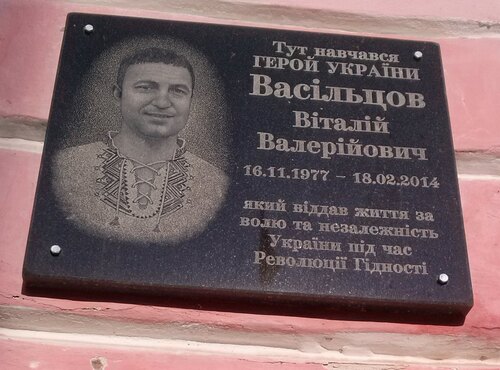 Тут навчався
ГЕРОЙ УКРАЇНИ
Васільцов
Віталій
Валерійович
16.11.1977 – 18.02.2014
який віддав життя за
волю та незалежність
України під час
Революції Гідності